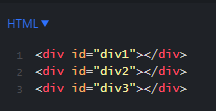 HTML▼
1 <div id="div1"></div>
2 <div id="div2"></div>
3 <div id="div3"></div>